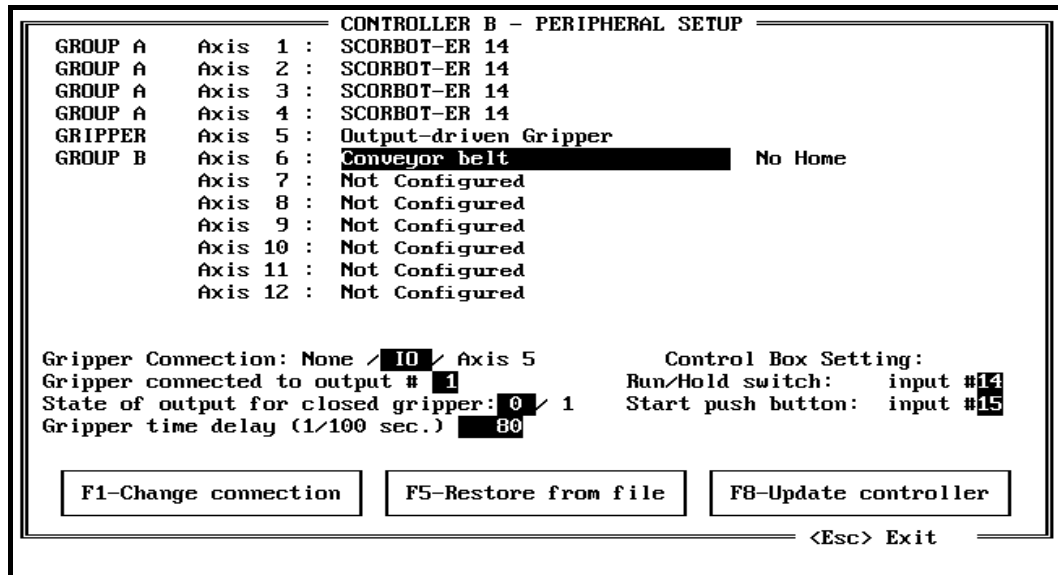 CONTROLLER B - PERIPHERAL SETUP
GROUP A Axis 1 : SCORBOT-ER 14
GROUP A Axis 2 : SCORBOT-ER 14
GROUP A Axis 3 : SCORBOT-ER 14
GROUP A Axis 4 : SCORBOT-ER 14
GRIPPER Axis 5 : Output-driven Gripper
GROUP B Axis 6 : Conveyor belt No Home
Axis 7 : Not Configured
Axis 8 : Not Configured
Axis 9 : Not Configured
Axis 10 : Not Configured
Axis 11 : Not Configured
Axis 12 : Not Configured
Gripper Connection: None / IO / Axis 5 Control Box Setting:
Gripper connected to output # 1 Run/Hold switch: input #14
State of output for closed gripper: 0 / 1 Start push button: input #15
Gripper time delay (1/100 sec.) 80
F1-Change connection F5-Restore from file F8-Update controller
<Esc> Exit